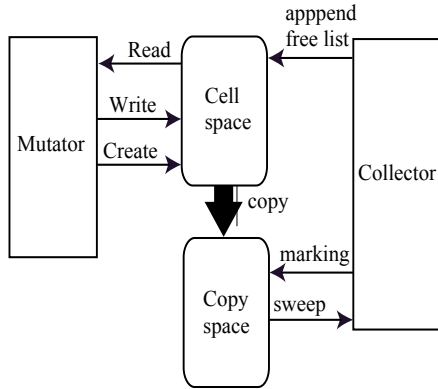 apppend
free list
Read
Write
Create
Mutator
Cell
space
Collector
copy
marking
sweep
Copy
space